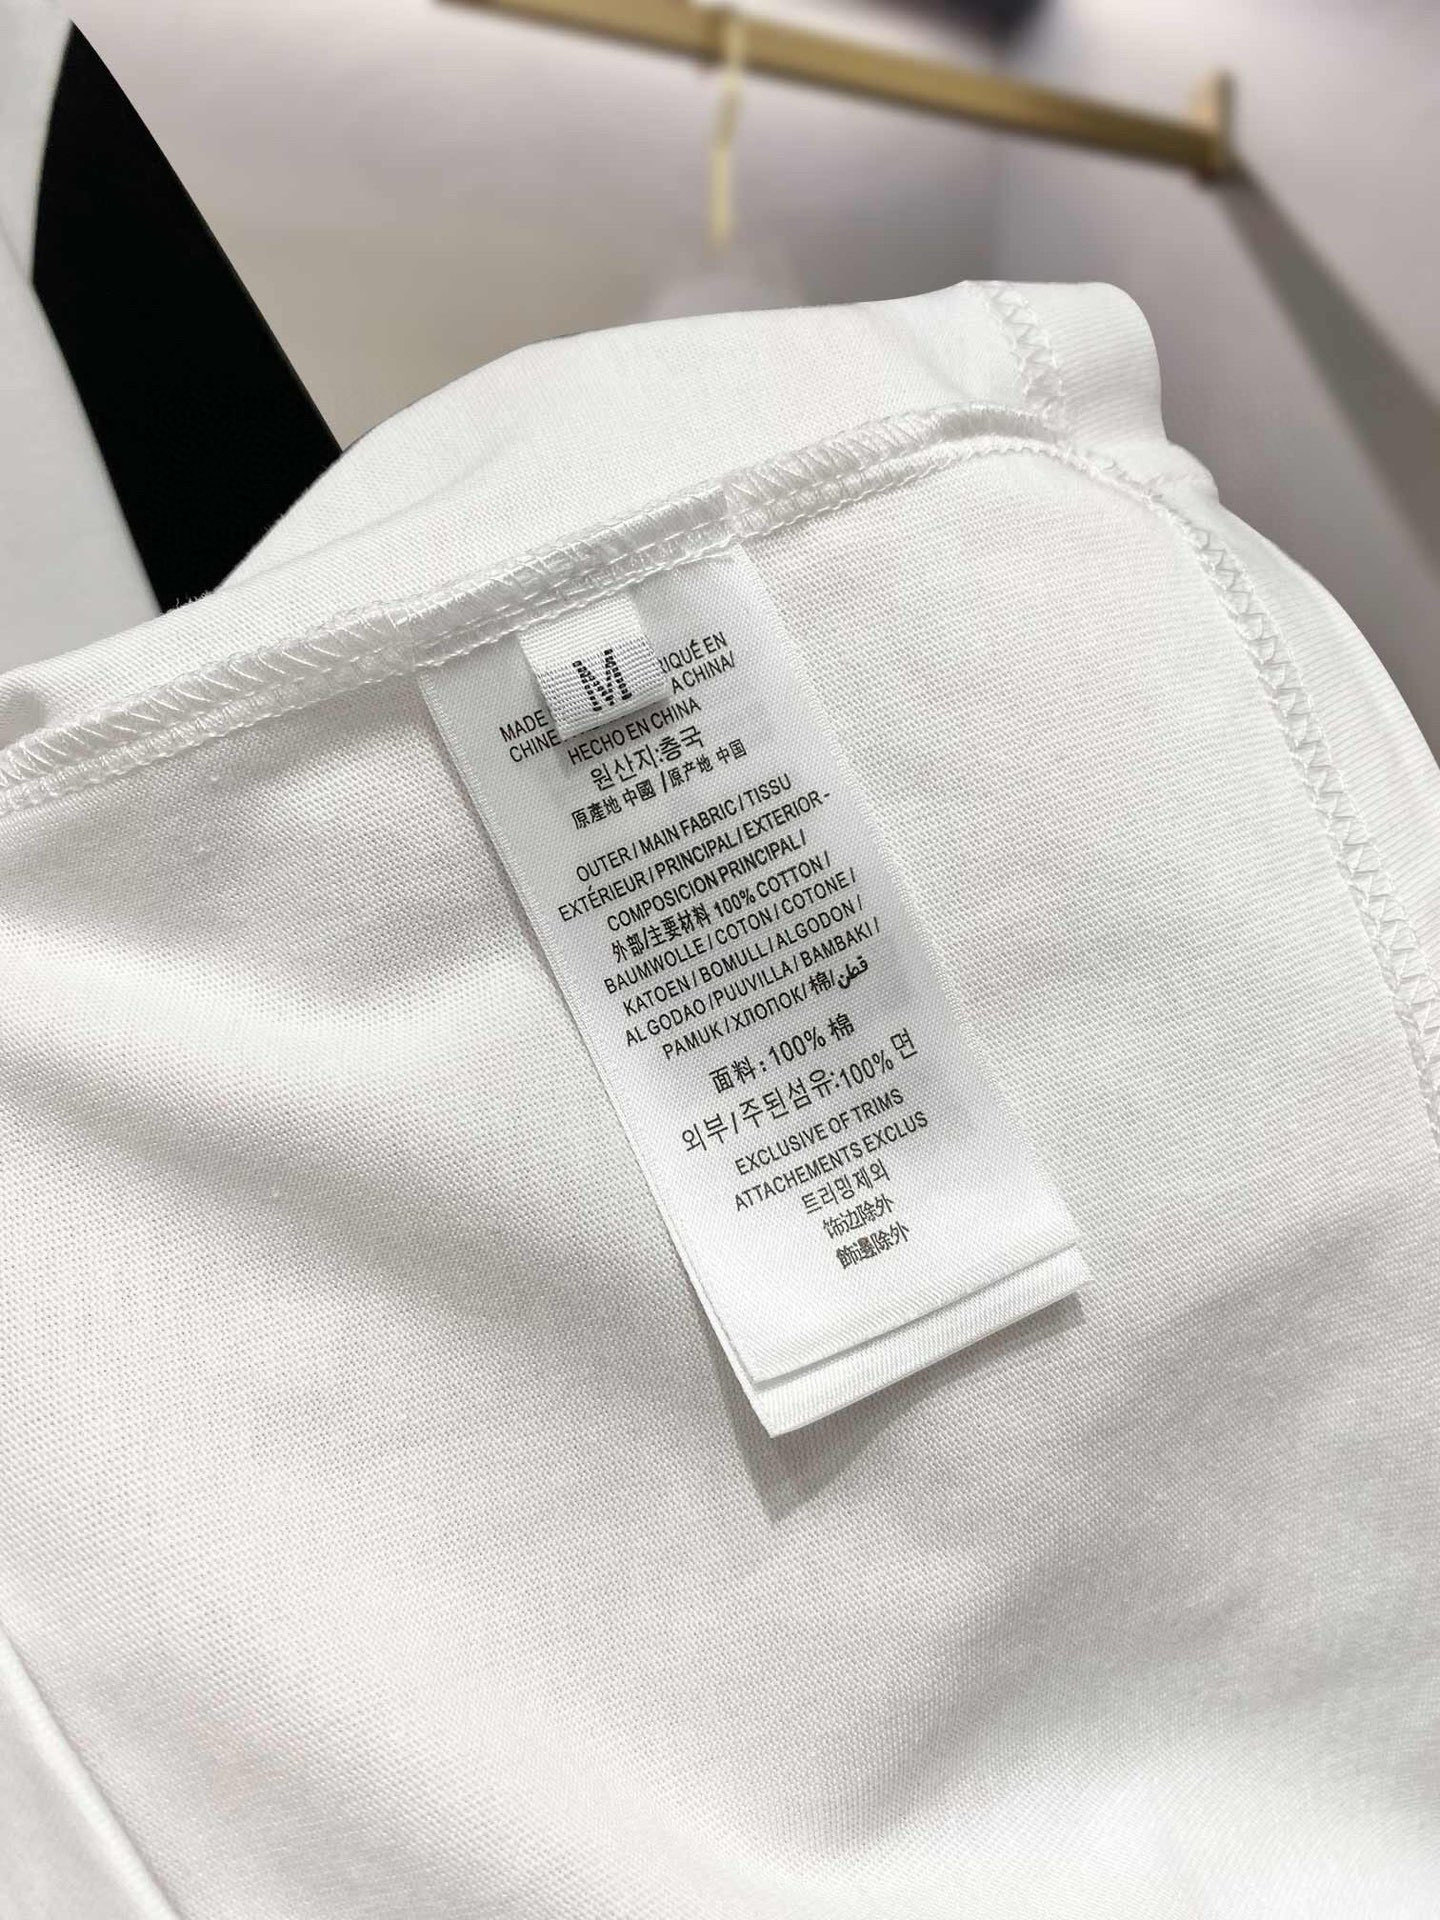 M
MADE RIQUÉ EN
CHINE A CHINA/
HECHO EN CHINA
원산지:층국
原產地 中國 /原产地 中国
OUTER / MAIN FABRIC / TISSU
EXTÉRIEUR / PRINCIPAL / EXTERIOR-
COMPOSICION PRINCIPAL /
外部/主要材料 100% COTTON /
BAUMWOLLE / COTON / COTONE /
KATOEN / BOMULL / ALGODON /
ALGODAO / PUUVILLA / BAMBAKI /
PAMUK / ХЛОПОК / 棉/ قطن
面料: 100% 棉
외부/주된섬유:100% 면
EXCLUSIVE OF TRIMS
ATTACHEMENTS EXCLUS
트리밍제외
饰边除外
飾邊除外